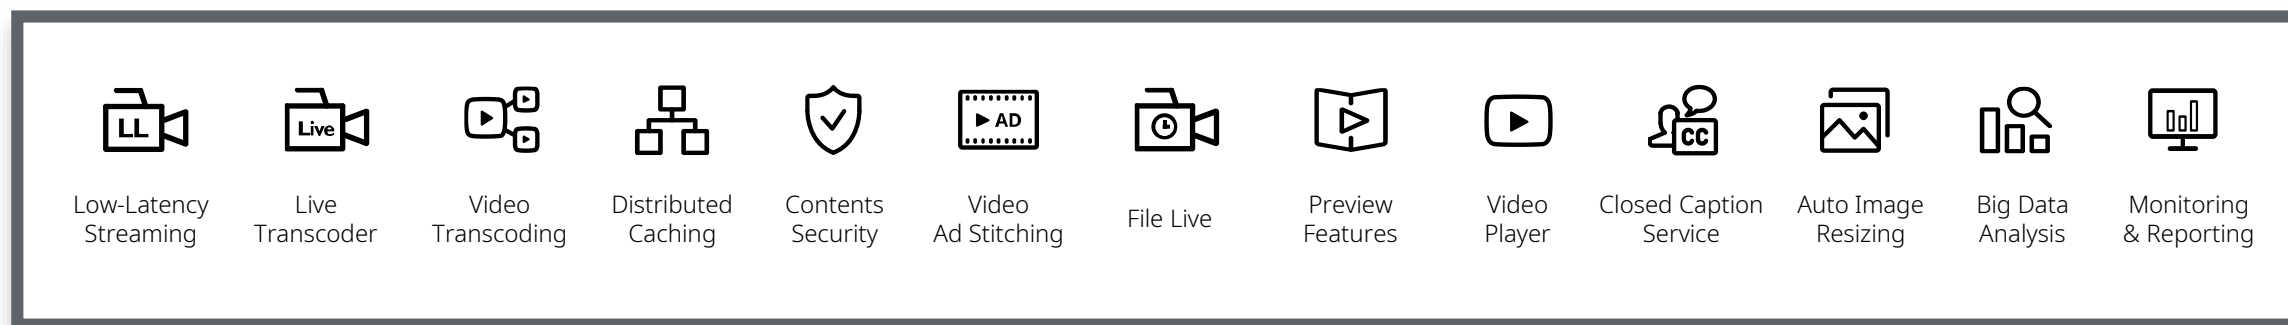 LL
Live
AD
CC
Low-Latency
Streaming
Live
Transcoder
Video
Transcoding
Distributed
Caching
Contents
Security
Video
Ad Stitching
File Live
Preview
Features
Video
Player
Closed Caption
Service
Auto Image
Resizing
Big Data
Analysis
Monitoring
& Reporting